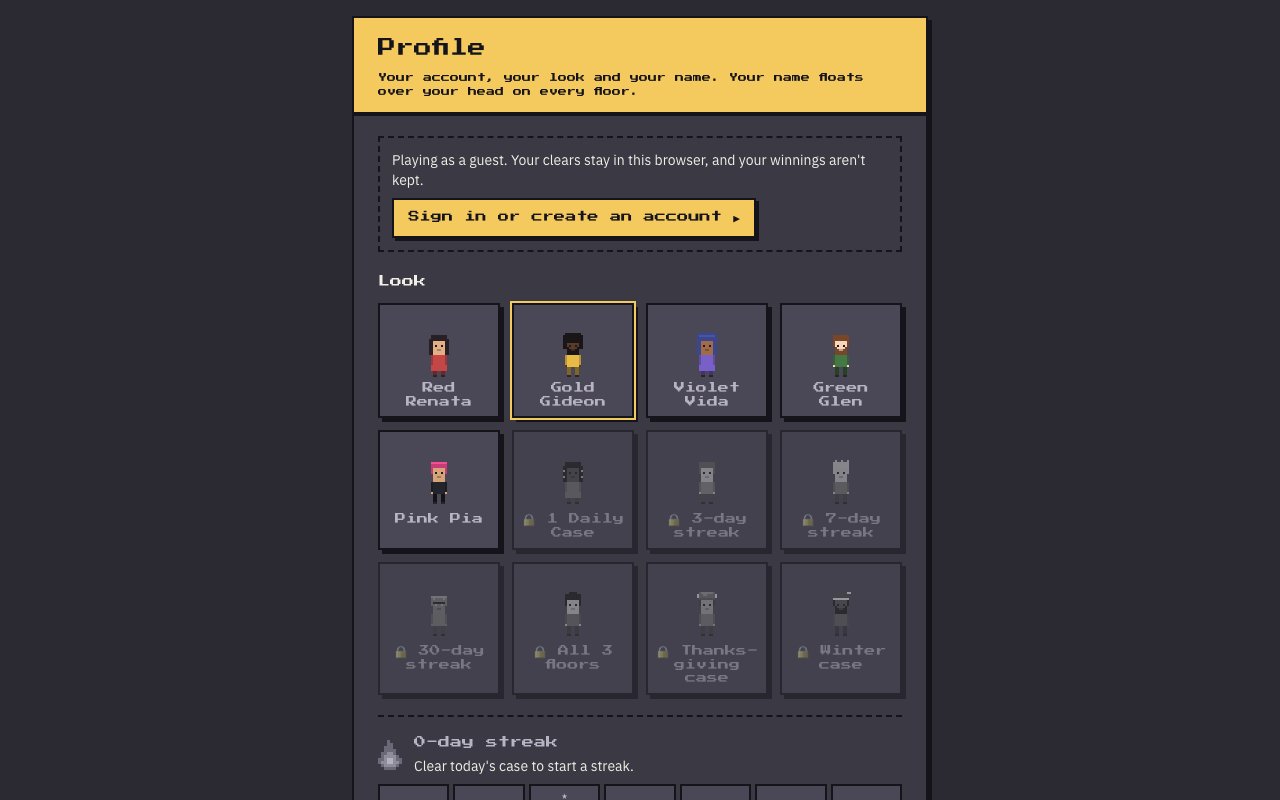 Profile
Your account, your look and your name. Your name floats
over your head on every floor.
Playing as a guest. Your clears stay in this browser, and your winnings aren't
kept.
Sign in or create an account ▸
Look
Red
Renata
Gold
Gideon
Violet
Vida
Green
Glen
Pink Pia
🔒 1 Daily
Case
🔒 3-day
streak
🔒 7-day
streak
🔒 30-day
streak
🔒 All 3
floors
🔒 Thanks-
giving
case
🔒 Winter
case
0-day streak
Clear today's case to start a streak.